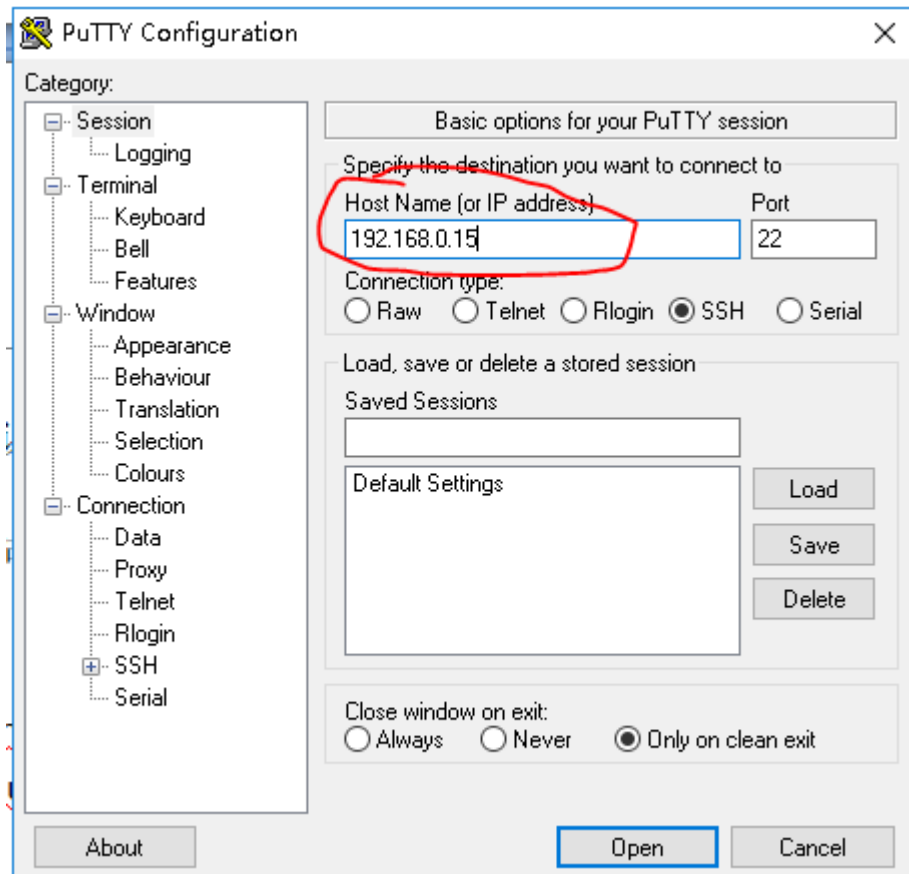 PuTTY Configuration
Category:
Session
Logging
Terminal
Keyboard
Bell
Features
Window
Appearance
Behaviour
Translation
Selection
Colours
Connection
Data
Proxy
Telnet
Rlogin
SSH
Serial
Basic options for your PuTTY session
Specify the destination you want to connect to
Host Name (or IP address) Port
192.168.0.15 22
Connection type:
Raw Telnet Rlogin SSH Serial
Load, save or delete a stored session
Saved Sessions
Default Settings
Load
Save
Delete
Close window on exit:
Always Never Only on clean exit
About Open Cancel